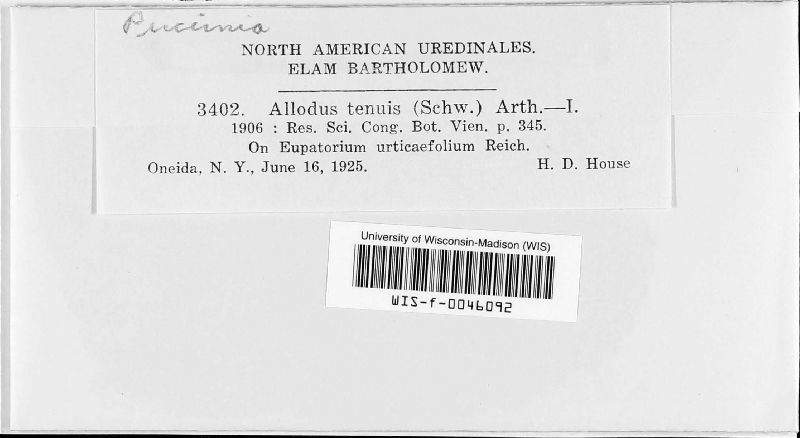 Puccinia
NORTH AMERICAN UREDINALES.
ELAM BARTHOLOMEW.
3402. Allodus tenuis (Schw.) Arth.—I.
1906 : Res. Sci. Cong. Bot. Vien. p. 345.
On Eupatorium urticaefolium Reich.
Oneida, N. Y., June 16, 1925. H. D. House
University of Wisconsin-Madison (WIS)
WIS-f-0046092